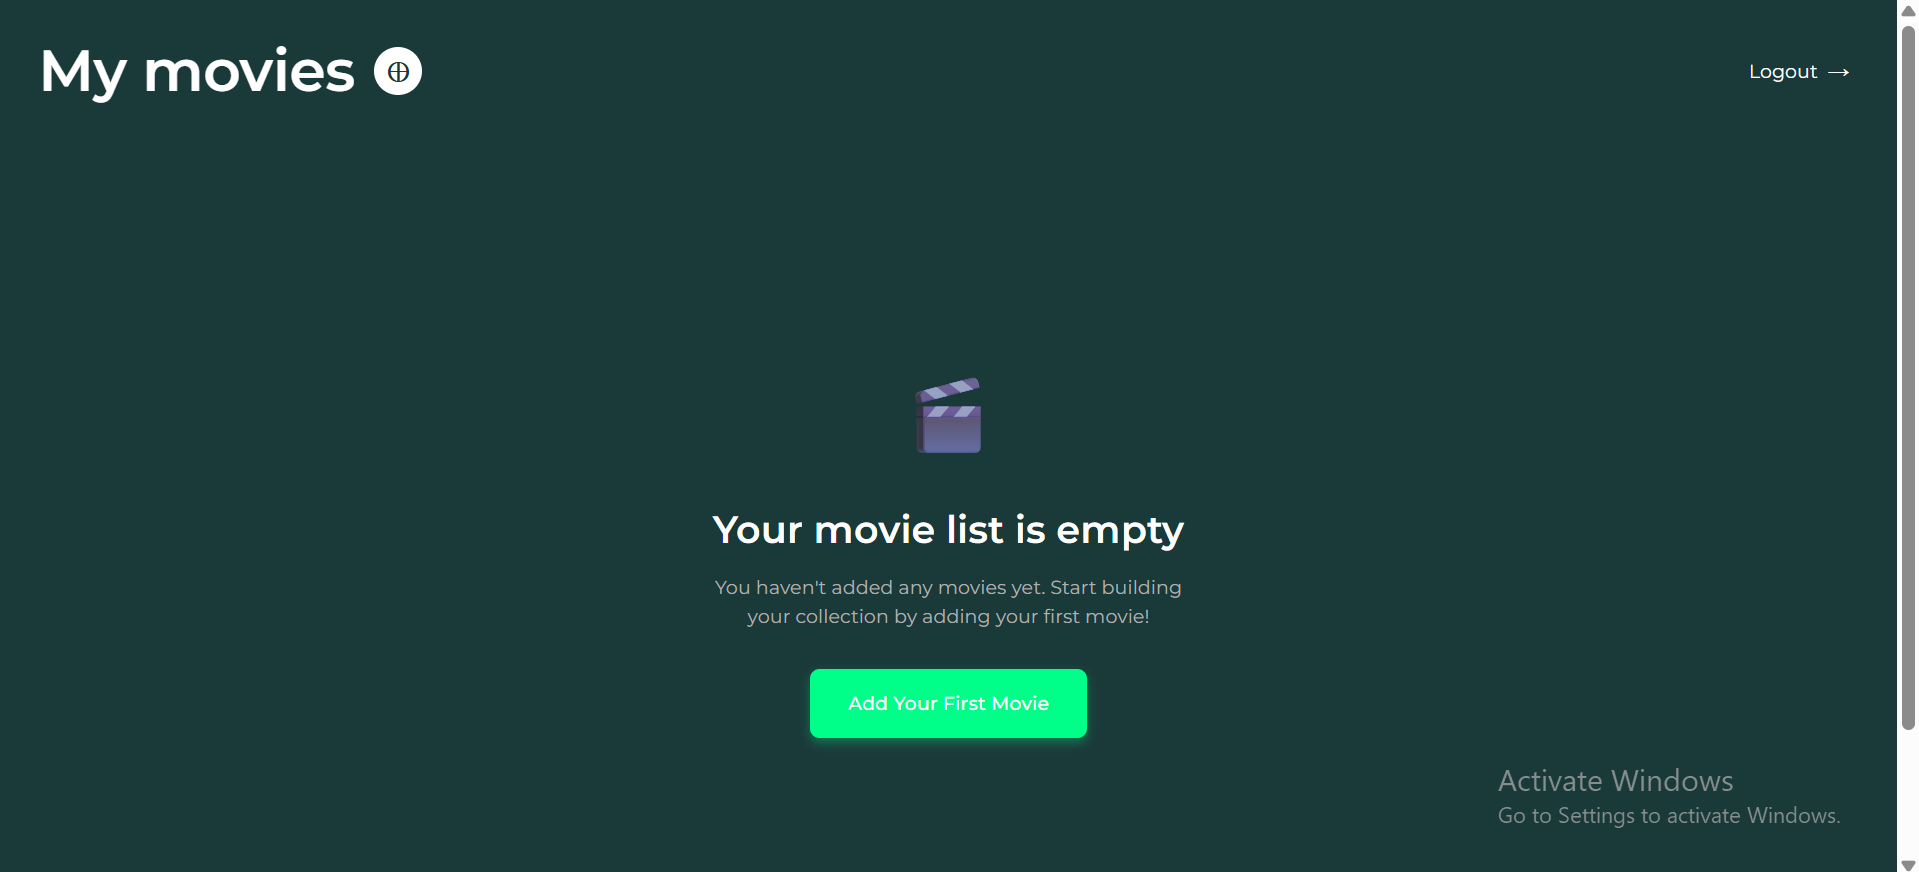 My movies
Logout →
Your movie list is empty
You haven't added any movies yet. Start building
your collection by adding your first movie!
Add Your First Movie
Activate Windows
Go to Settings to activate Windows.